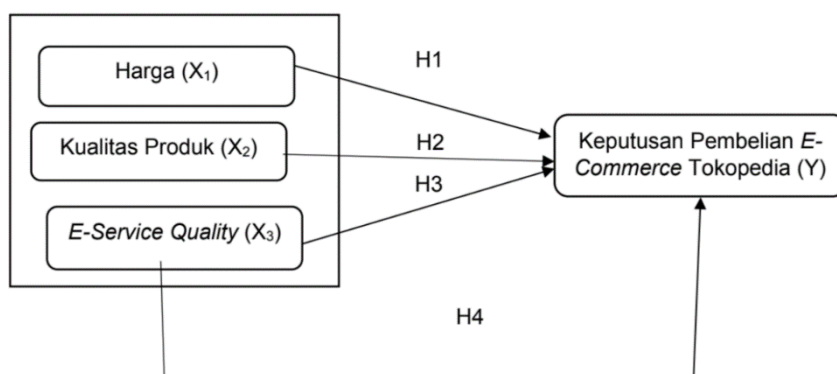 Harga (X₁)
H1
Kualitas Produk (X₂)
H2
Keputusan Pembelian E-
Commerce Tokopedia (Y)
H3
E-Service Quality (X₃)
H4